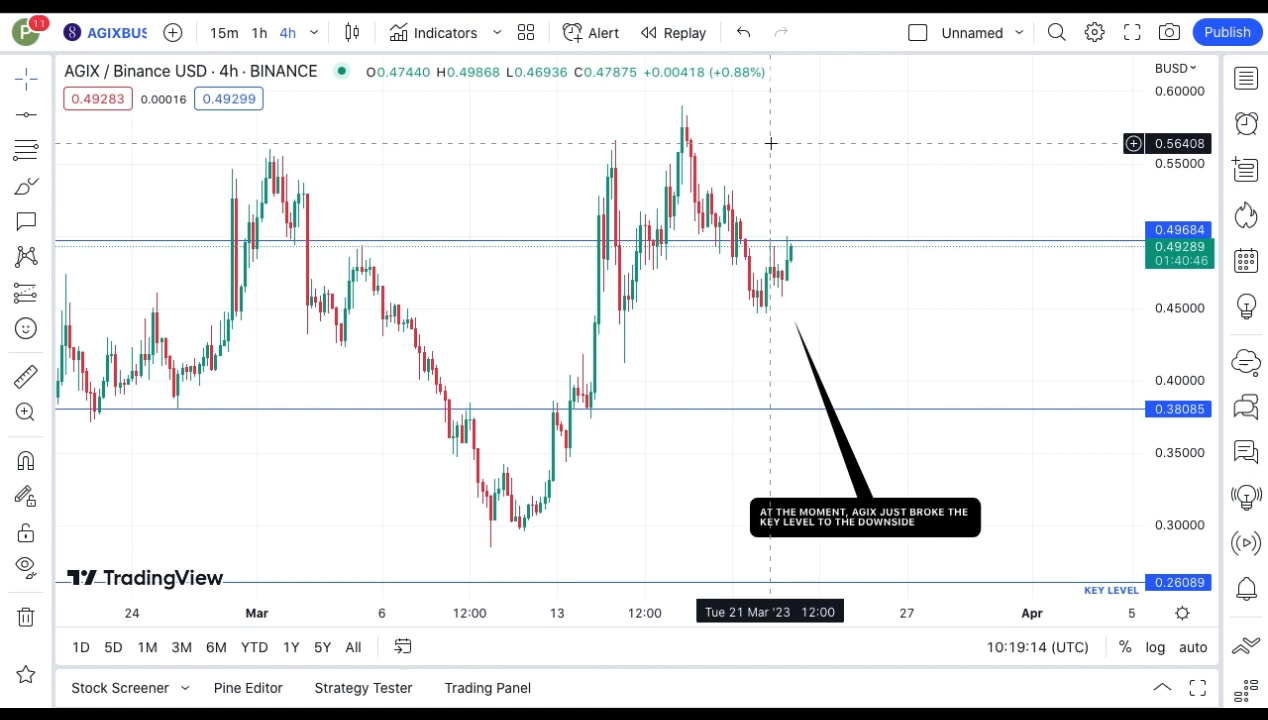 P 11 AGIXBUS 15m 1h 4h Indicators Alert Replay Unnamed Publish
AGIX / Binance USD · 4h · BINANCE O0.47440 H0.49868 L0.46936 C0.47875 +0.00418 (+0.88%) BUSD
0.49283 0.00016 0.49299
0.60000
0.56408
0.55000
0.49684
0.49289
01:40:46
0.45000
0.40000
0.38085
0.35000
AT THE MOMENT, AGIX JUST BROKE THE
KEY LEVEL TO THE DOWNSIDE
0.30000
TradingView
KEY LEVEL 0.26089
24 Mar 6 12:00 13 12:00 Tue 21 Mar '23 12:00 27 Apr 5
1D 5D 1M 3M 6M YTD 1Y 5Y All 10:19:14 (UTC) % log auto
Stock Screener Pine Editor Strategy Tester Trading Panel